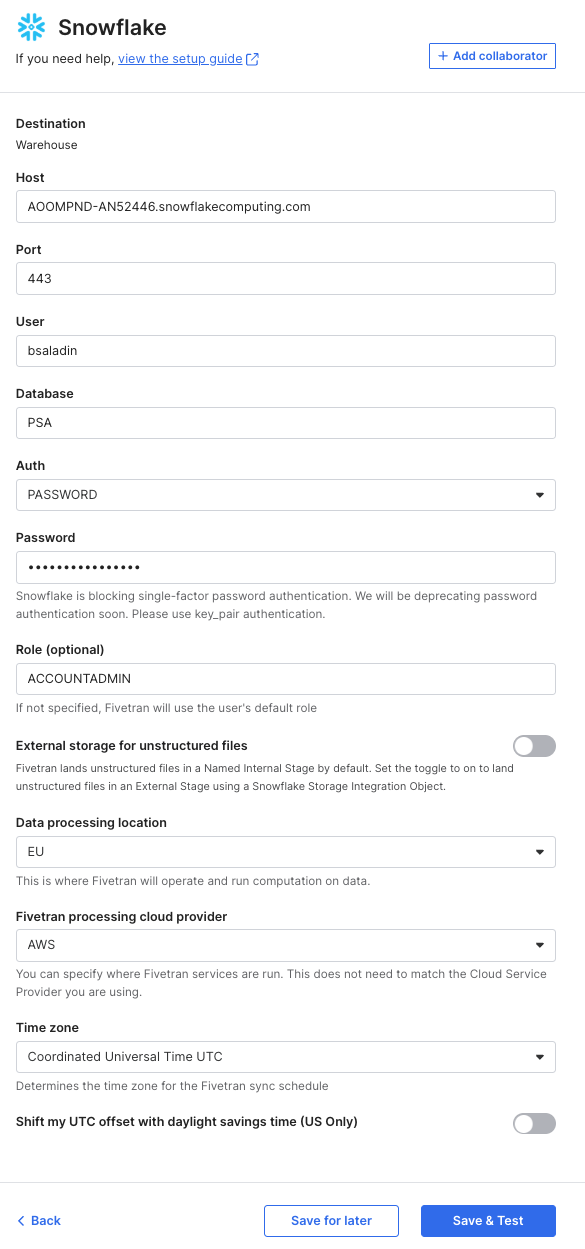 Snowflake
If you need help, view the setup guide
+ Add collaborator
Destination
Warehouse
Host
AOOMPND-AN52446.snowflakecomputing.com
Port
443
User
bsaladin
Database
PSA
Auth
PASSWORD
Password
••••••••••••••••
Snowflake is blocking single-factor password authentication. We will be deprecating password
authentication soon. Please use key_pair authentication.
Role (optional)
ACCOUNTADMIN
If not specified, Fivetran will use the user's default role
External storage for unstructured files
Fivetran lands unstructured files in a Named Internal Stage by default. Set the toggle to on to land
unstructured files in an External Stage using a Snowflake Storage Integration Object.
Data processing location
EU
This is where Fivetran will operate and run computation on data.
Fivetran processing cloud provider
AWS
You can specify where Fivetran services are run. This does not need to match the Cloud Service
Provider you are using.
Time zone
Coordinated Universal Time UTC
Determines the time zone for the Fivetran sync schedule
Shift my UTC offset with daylight savings time (US Only)
Back
Save for later
Save & Test